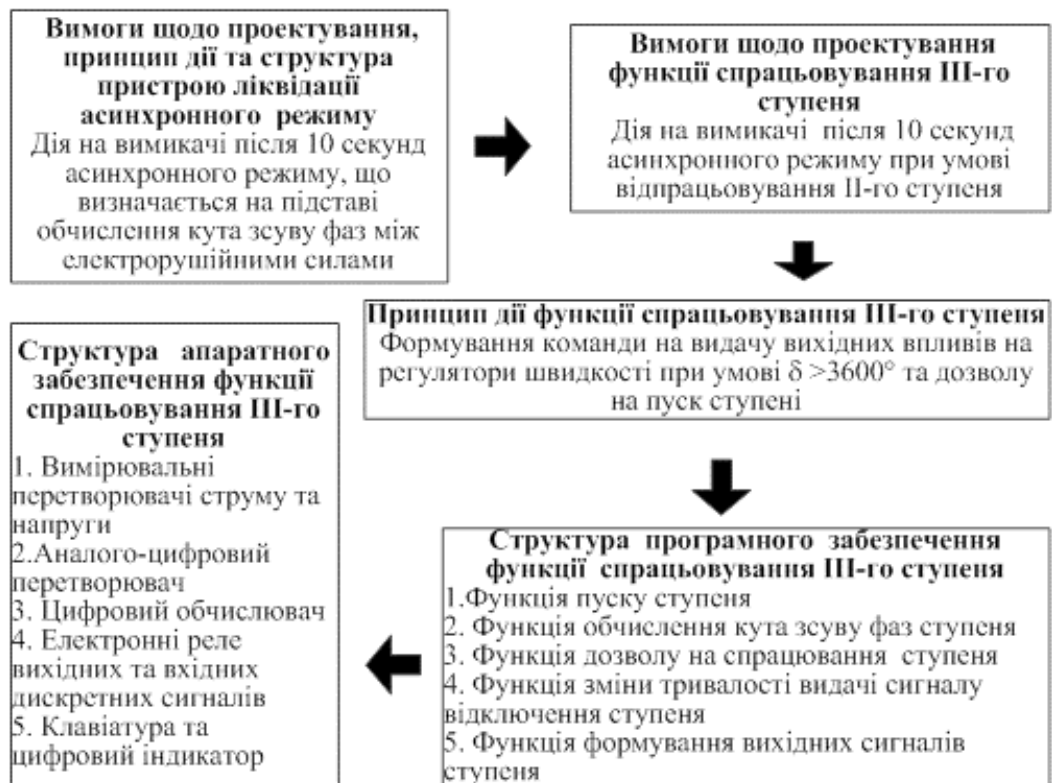 Вимоги щодо проектування,
принцип дії та структура
пристрою ліквідації
асинхронного режиму
Дія на вимикачі після 10 секунд
асинхронного режиму, що
визначається на підставі
обчислення кута зсуву фаз між
електрорушійними силами
Вимоги щодо проектування
функції спрацьовування ІІІ-го
ступеня
Дія на вимикачі після 10 секунд
асинхронного режиму при умові
відпрацьовування ІІ-го ступеня
Принцип дії функції спрацьовування ІІІ-го ступеня
Формування команди на видачу вихідних впливів на
регулятори швидкості при умові δ >3600° та дозволу
на пуск ступені
Структура програмного забезпечення
функції спрацьовування ІІІ-го ступеня
1.Функція пуску ступеня
2. Функція обчислення кута зсуву фаз ступеня
3. Функція дозволу на спрацювання ступеня
4. Функція зміни тривалості видачі сигналу
відключення ступеня
5. Функція формування вихідних сигналів
ступеня
Структура апаратного
забезпечення функції
спрацьовування ІІІ-го
ступеня
1. Вимірювальні
перетворювачі струму та
напруги
2.Аналого-цифровий
перетворювач
3. Цифровий обчислювач
4. Електронні реле
вихідних та вхідних
дискретних сигналів
5. Клавіатура та
цифровий індикатор